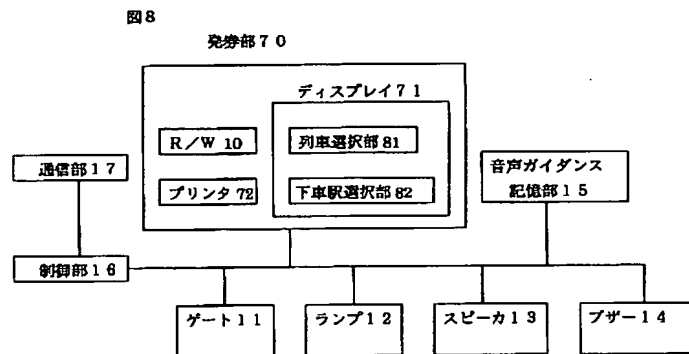 図8
発券部70
ディスプレイ71
R/W 10
列車選択部81
通信部17
プリンタ72
下車駅選択部82
音声ガイダンス
記憶部15
制御部16
ゲート11
ランプ12
スピーカ13
ブザー14